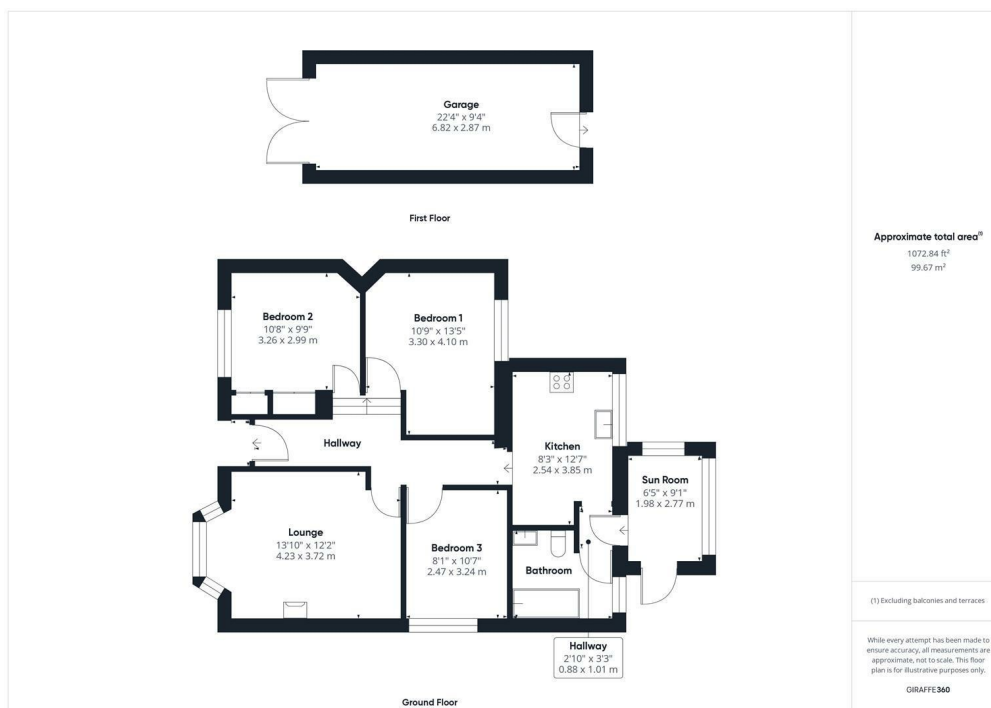 Garage
22'4" x 9'4"
6.82 x 2.87 m
First Floor
Approximate total area(1)
1072.84 ft²
99.67 m²
Bedroom 2
10'8" x 9'9"
3.26 x 2.99 m
Bedroom 1
10'9" x 13'5"
3.30 x 4.10 m
Hallway
Kitchen
8'3" x 12'7"
2.54 x 3.85 m
Sun Room
6'5" x 9'1"
1.98 x 2.77 m
Lounge
13'10" x 12'2"
4.23 x 3.72 m
Bedroom 3
8'1" x 10'7"
2.47 x 3.24 m
Bathroom
Hallway
2'10" x 3'3"
0.88 x 1.01 m
Ground Floor
(1) Excluding balconies and terraces
While every attempt has been made to
ensure accuracy, all measurements are
approximate, not to scale. This floor
plan is for illustrative purposes only.
GIRAFFE360